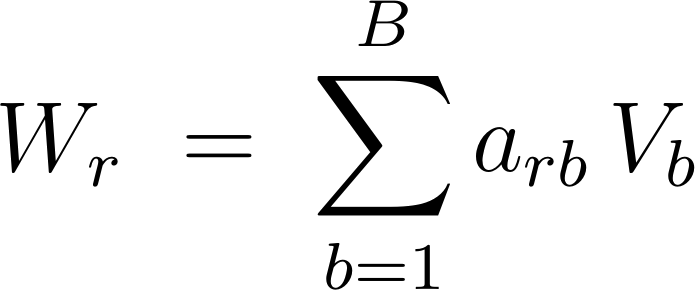 W_r = \sum_{b=1}^{B} a_{rb} V_b